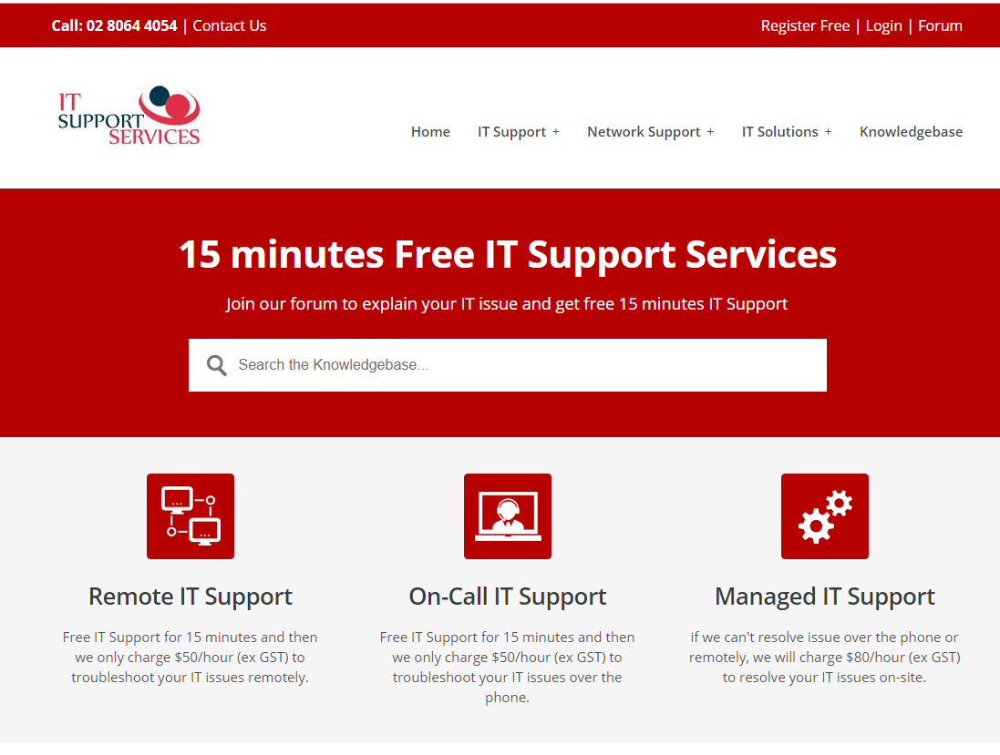 Call: 02 8064 4054 | Contact Us
Register Free | Login | Forum
IT
SUPPORT
SERVICES
Home IT Support + Network Support + IT Solutions + Knowledgebase
15 minutes Free IT Support Services
Join our forum to explain your IT issue and get free 15 minutes IT Support
Search the Knowledgebase...
Remote IT Support
Free IT Support for 15 minutes and then
we only charge $50/hour (ex GST) to
troubleshoot your IT issues remotely.
On-Call IT Support
Free IT Support for 15 minutes and then
we only charge $50/hour (ex GST) to
troubleshoot your IT issues over the
phone.
Managed IT Support
if we can't resolve issue over the phone or
remotely, we will charge $80/hour (ex GST)
to resolve your IT issues on-site.